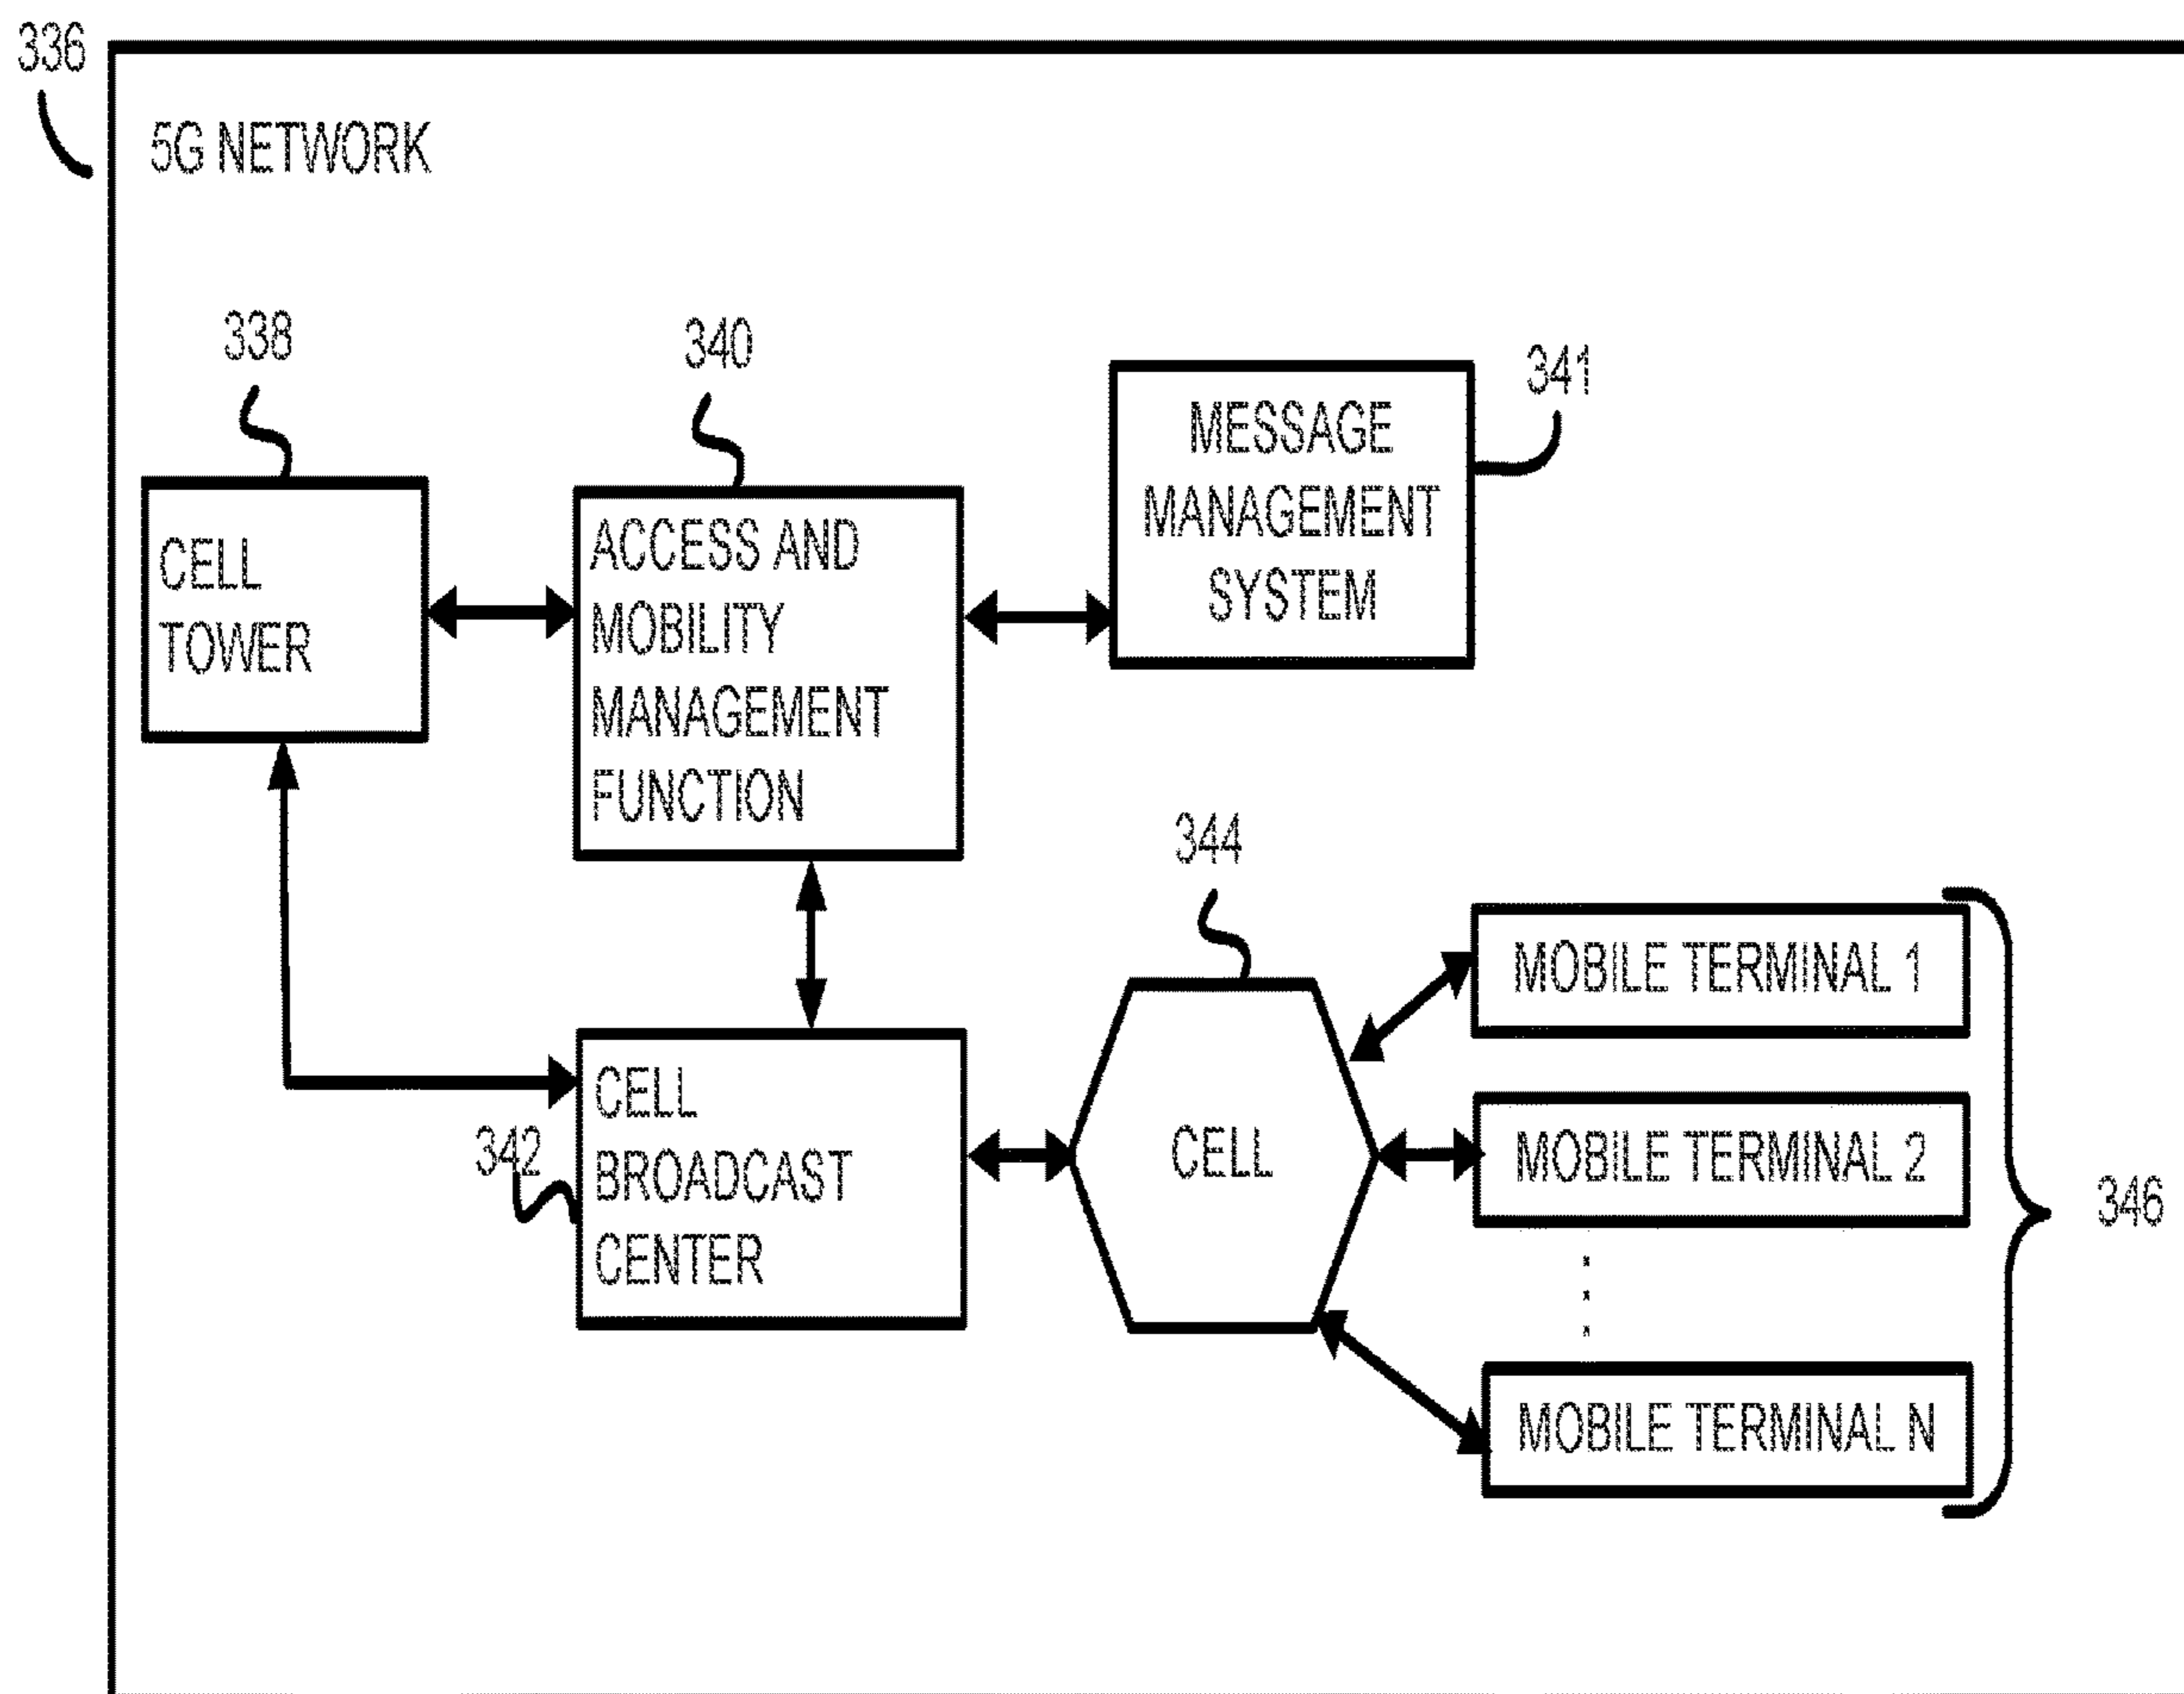 336
5G NETWORK
338
340
341
CELL
TOWER
ACCESS AND
MOBILITY
MANAGEMENT
FUNCTION
MESSAGE
MANAGEMENT
SYSTEM
344
342
CELL
BROADCAST
CENTER
CELL
MOBILE TERMINAL 1
MOBILE TERMINAL 2
MOBILE TERMINAL N
346